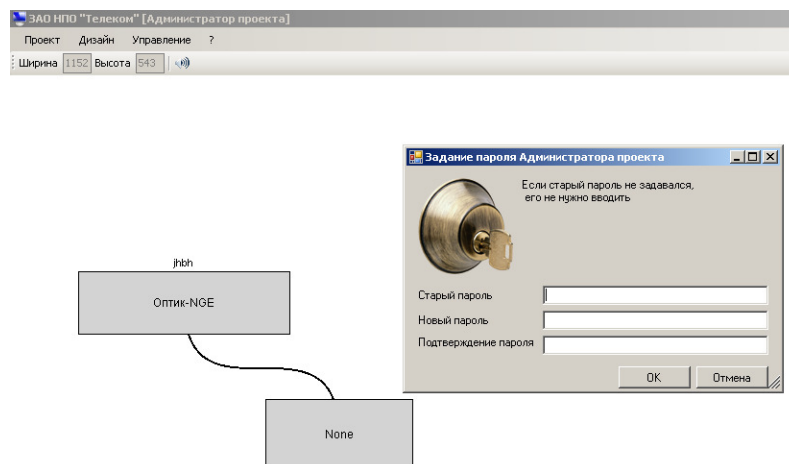 ЗАО НПО "Телеком" [Администратор проекта]
Проект Дизайн Управление ?
Ширина 1152 Высота 543
Задание пароля Администратора проекта
Если старый пароль не задавался,
его не нужно вводить
jhbh
Оптик-NGE
Старый пароль
Новый пароль
Подтверждение пароля
OK Отмена
None